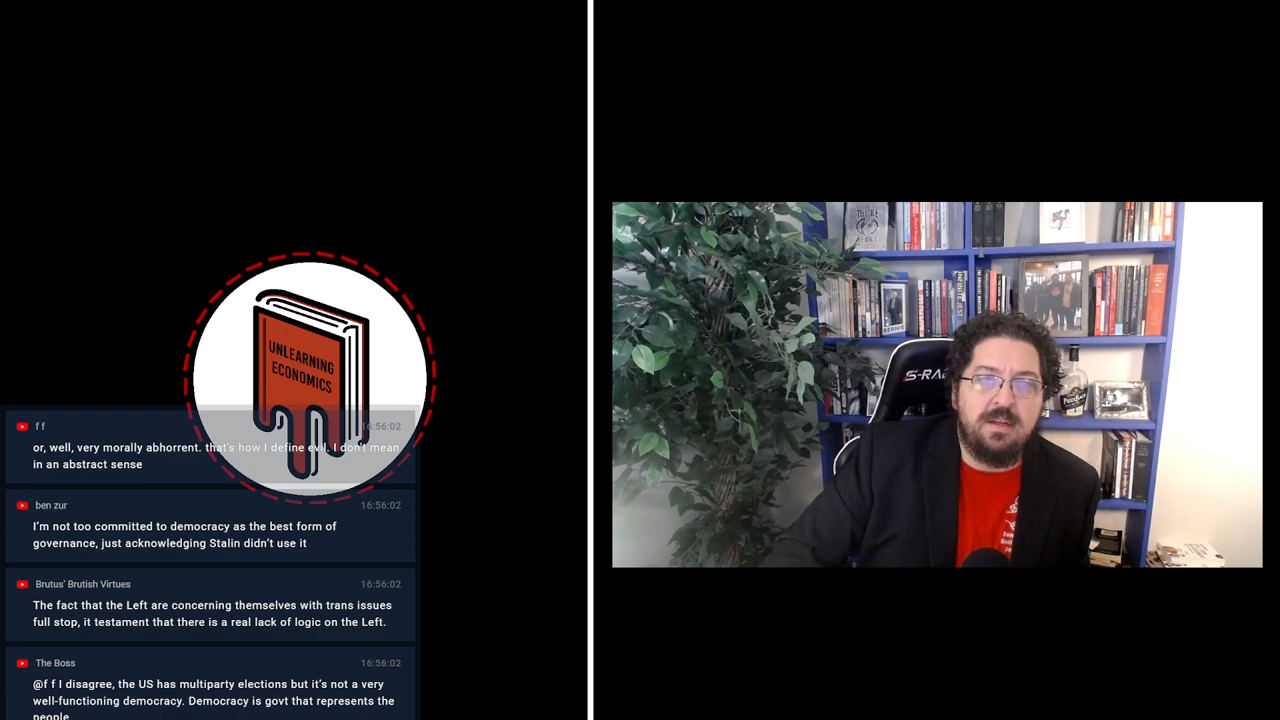 UNLEARNING
ECONOMICS
f f
16:56:02
or, well, very morally abhorrent. that's how I define evil. I don't mean
in an abstract sense
ben zur
16:56:02
I'm not too committed to democracy as the best form of
governance, just acknowledging Stalin didn't use it
Brutus' Brutish Virtues
16:56:02
The fact that the Left are concerning themselves with trans issues
full stop, it testament that there is a real lack of logic on the Left.
The Boss
16:56:02
@f f I disagree, the US has multiparty elections but it's not a very
well-functioning democracy. Democracy is govt that represents the
people
INFINITE JEST
BERNIE
S-RAC